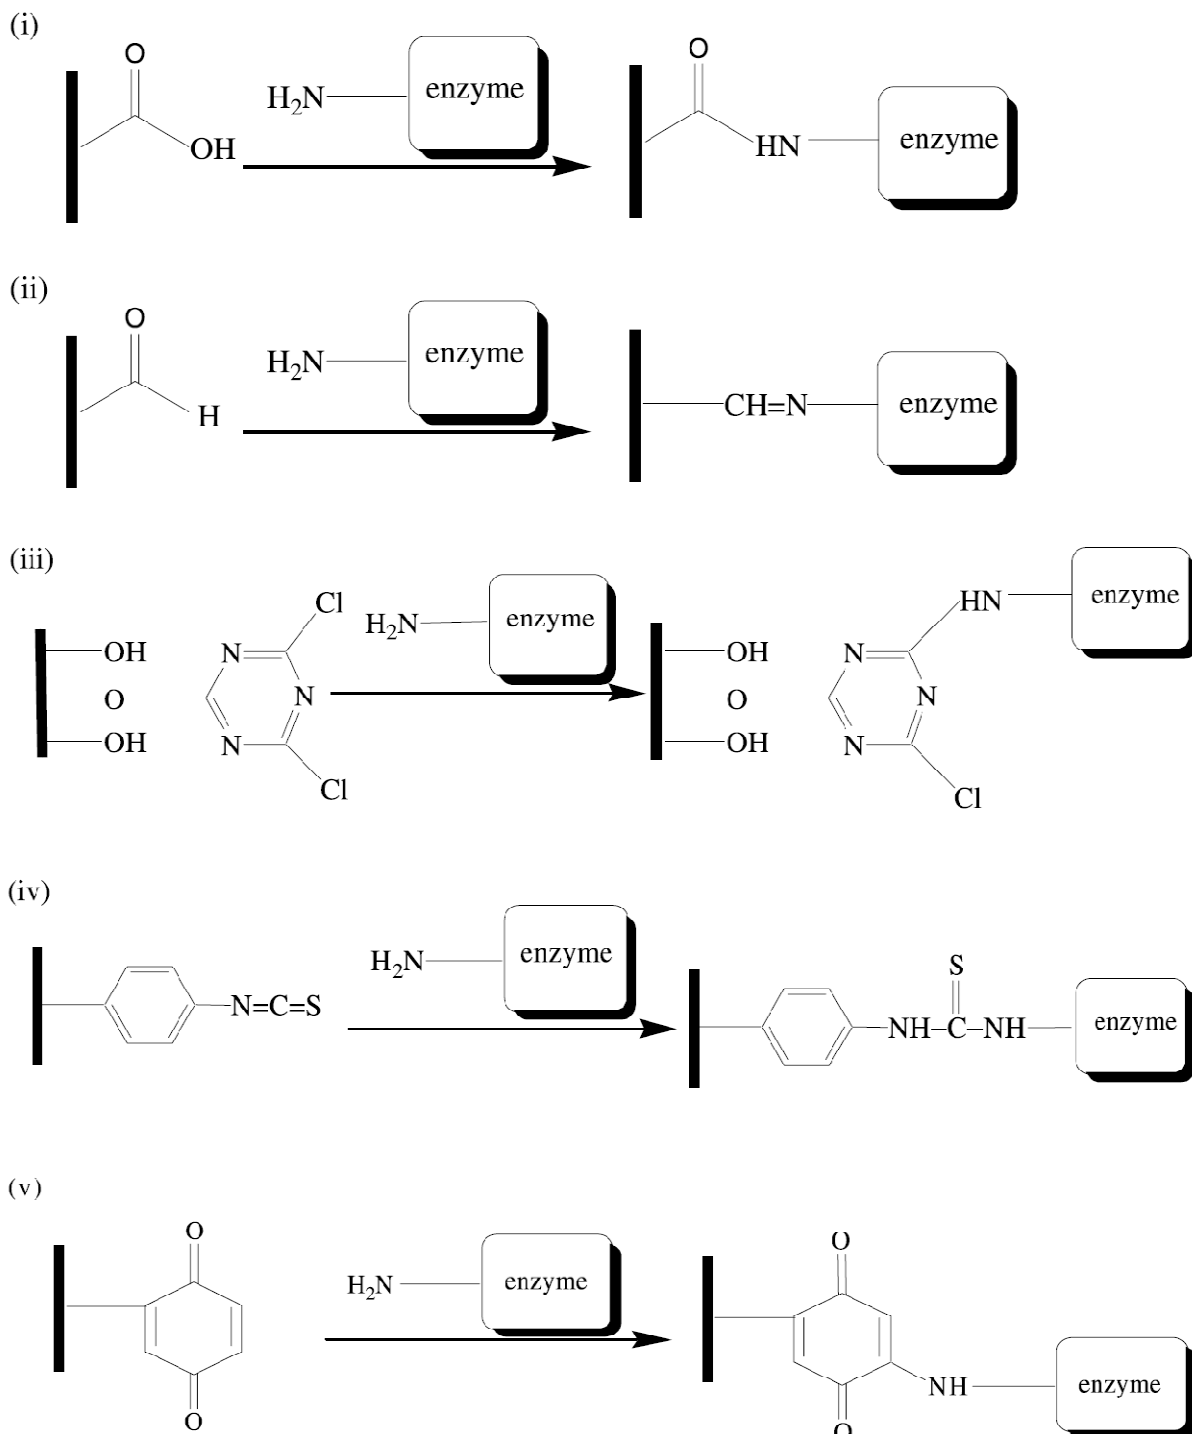 (i)
O
OH
H₂N
enzyme
O
HN
enzyme
(ii)
O
H
H₂N
enzyme
CH=N
enzyme
(iii)
OH
O
OH
N
N
N
Cl
Cl
H₂N
enzyme
OH
O
OH
N
N
N
HN
Cl
enzyme
(iv)
N=C=S
H₂N
enzyme
S
NH-C-NH
enzyme
(v)
O
O
H₂N
enzyme
O
O
NH
enzyme